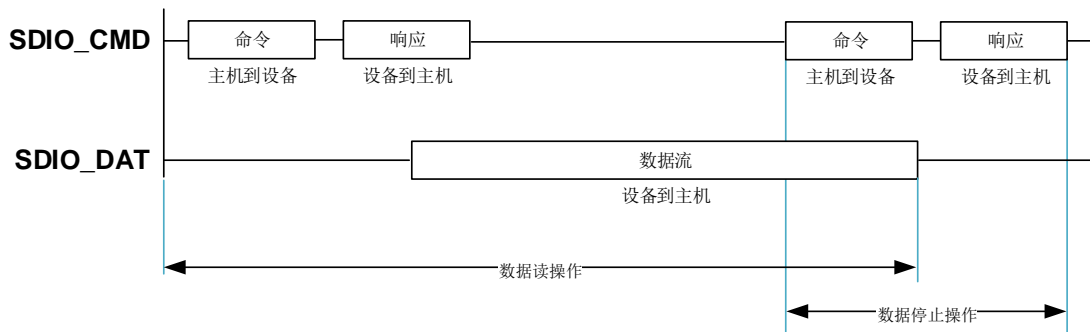 SDIO_CMD 命令 响应 命令 响应
主机到设备 设备到主机 主机到设备 设备到主机
SDIO_DAT 数据流
设备到主机
数据读操作
数据停止操作